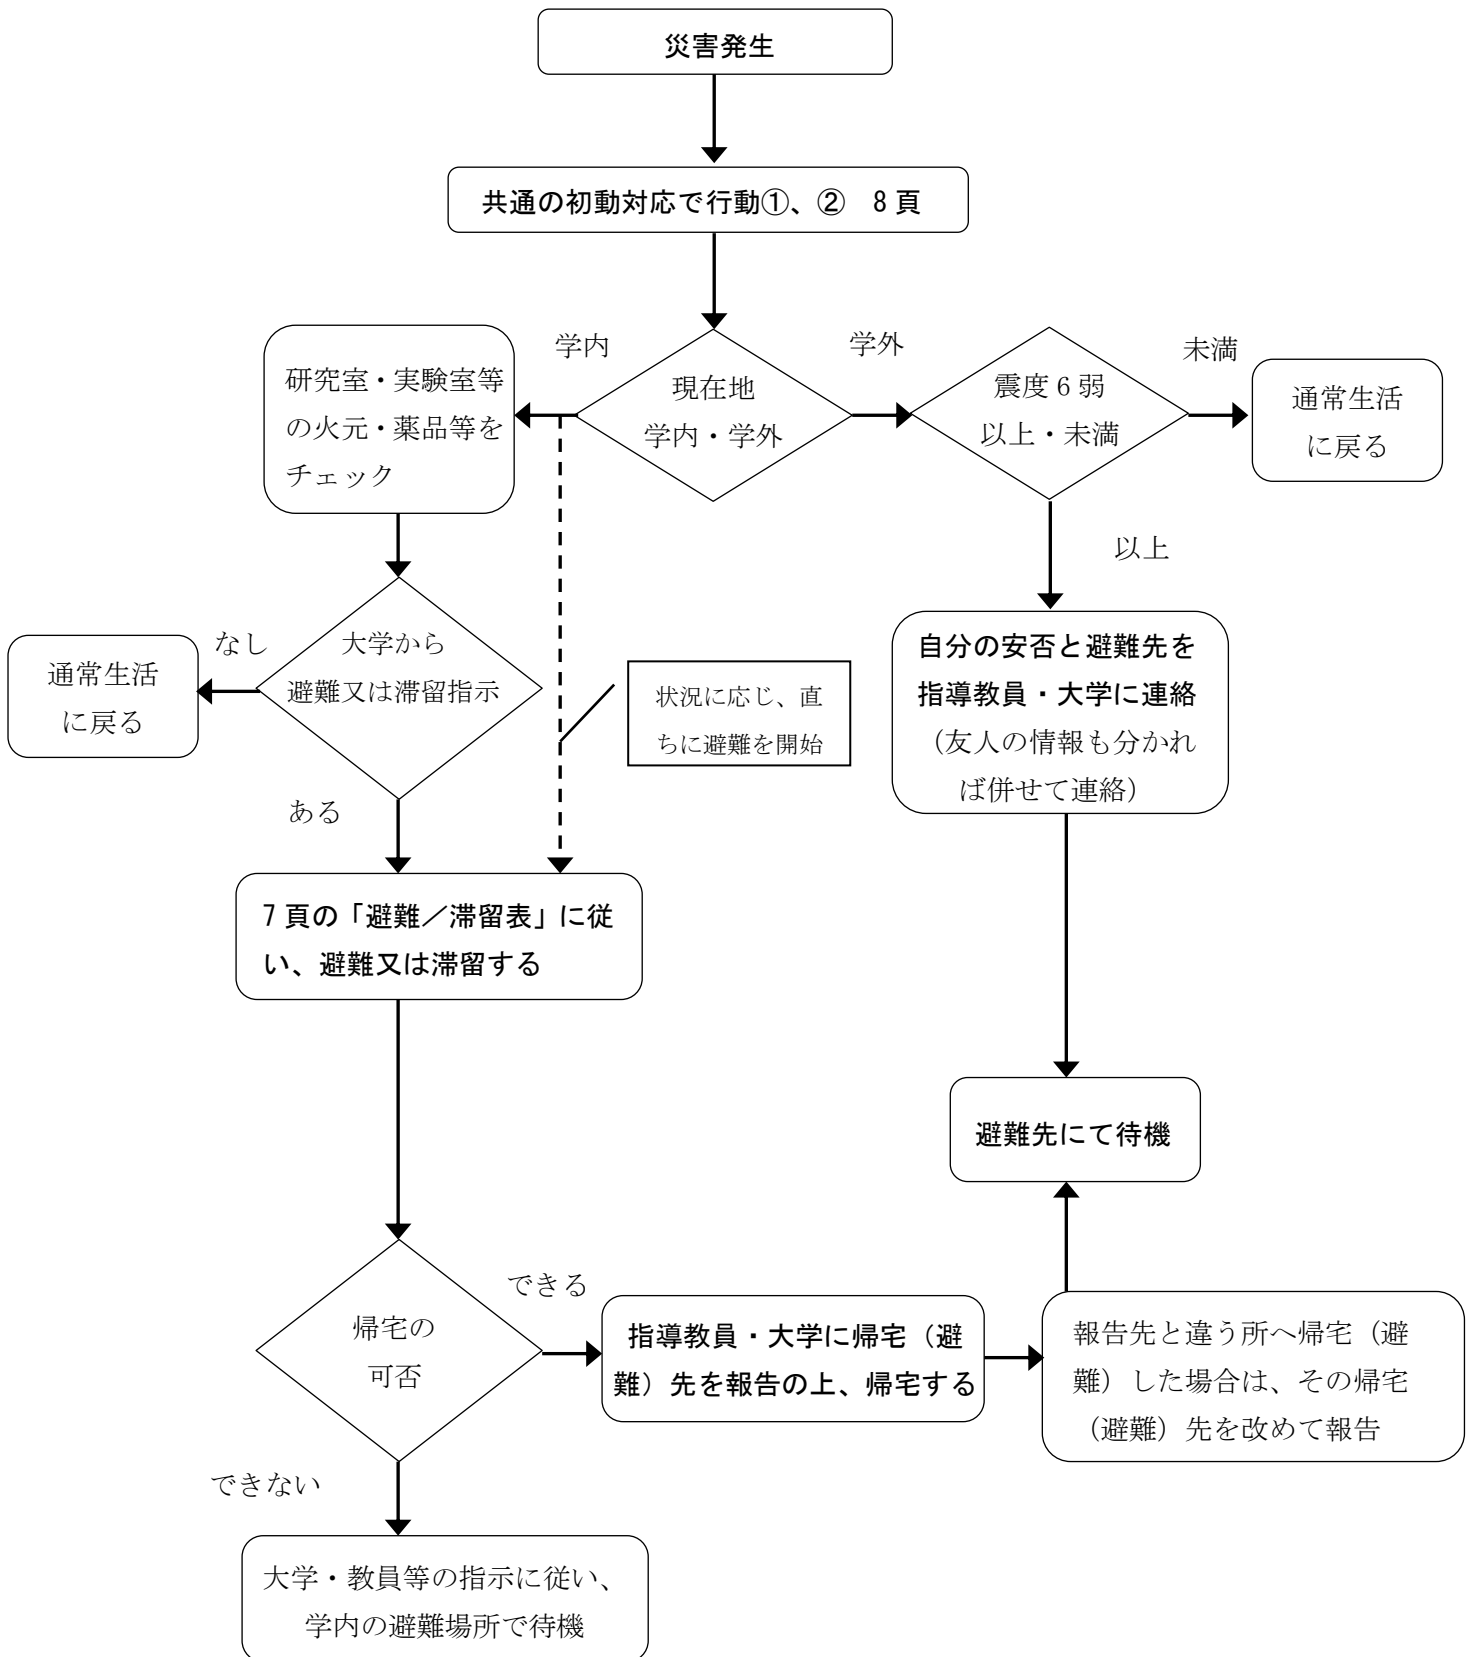 災害発生
共通の初動対応で行動①、②　8頁
学内
学外
未満
研究室・実験室等
の火元・薬品等を
チェック
現在地
学内・学外
震度6弱
以上・未満
通常生活
に戻る
以上
なし
大学から
避難又は滞留指示
通常生活
に戻る
状況に応じ、直
ちに避難を開始
自分の安否と避難先を
指導教員・大学に連絡
（友人の情報も分かれ
ば併せて連絡）
ある
7頁の「避難／滞留表」に従
い、避難又は滞留する
避難先にて待機
帰宅の
可否
できる
指導教員・大学に帰宅（避
難）先を報告の上、帰宅する
報告先と違う所へ帰宅（避
難）した場合は、その帰宅
（避難）先を改めて報告
できない
大学・教員等の指示に従い、
学内の避難場所で待機